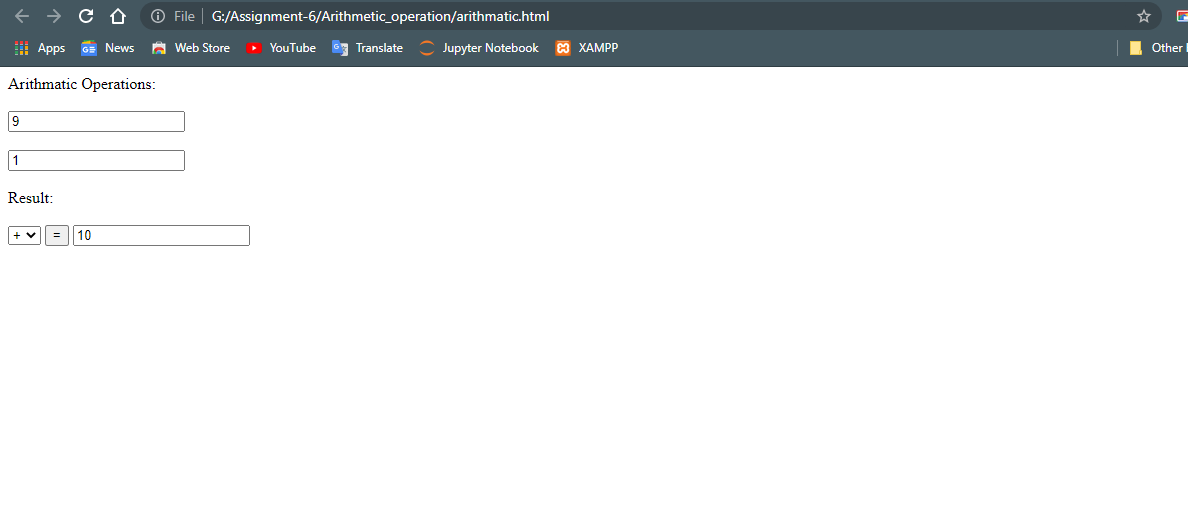 File G:/Assignment-6/Arithmetic_operation/arithmatic.html
Apps News Web Store YouTube Translate Jupyter Notebook XAMPP Other
Arithmatic Operations:
9
1
Result:
+ = 10